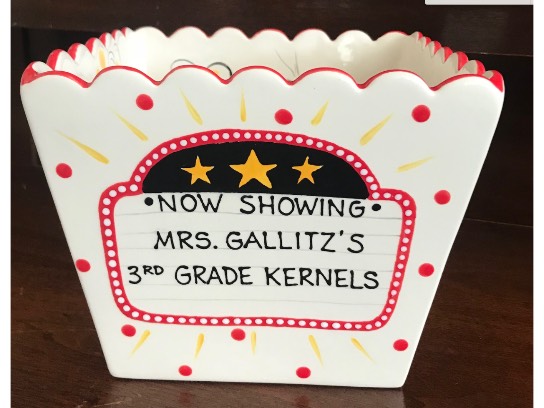 •NOW SHOWING•
MRS. GALLITZ'S
3RD GRADE KERNELS